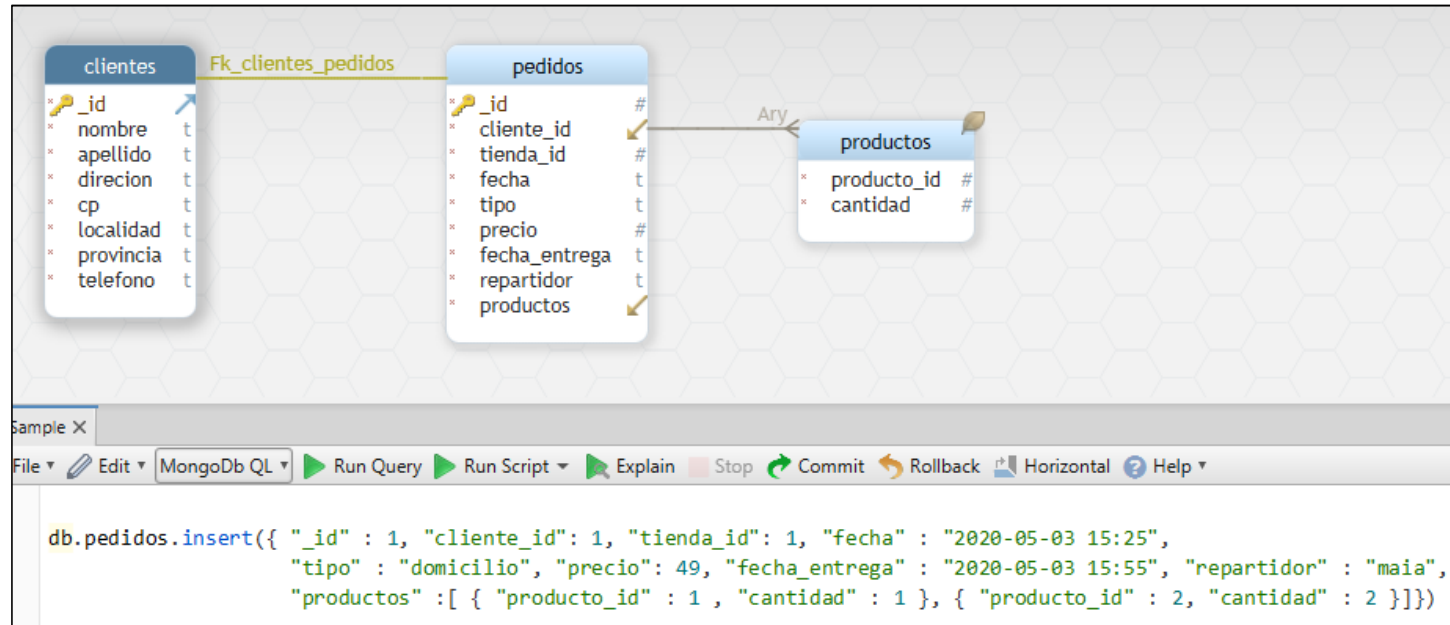 clientes
Fk_clientes_pedidos
pedidos
_id
nombre t
apellido t
direcion t
cp t
localidad t
provincia t
telefono t
_id #
cliente_id
tienda_id #
fecha t
tipo t
precio #
fecha_entrega t
repartidor t
productos
Ary
productos
producto_id #
cantidad #
Sample
File Edit MongoDb QL Run Query Run Script Explain Stop Commit Rollback Horizontal Help
db.pedidos.insert({ "_id" : 1, "cliente_id": 1, "tienda_id": 1, "fecha" : "2020-05-03 15:25",
"tipo" : "domicilio", "precio": 49, "fecha_entrega" : "2020-05-03 15:55", "repartidor" : "maia",
"productos" :[ { "producto_id" : 1 , "cantidad" : 1 }, { "producto_id" : 2, "cantidad" : 2 }]})